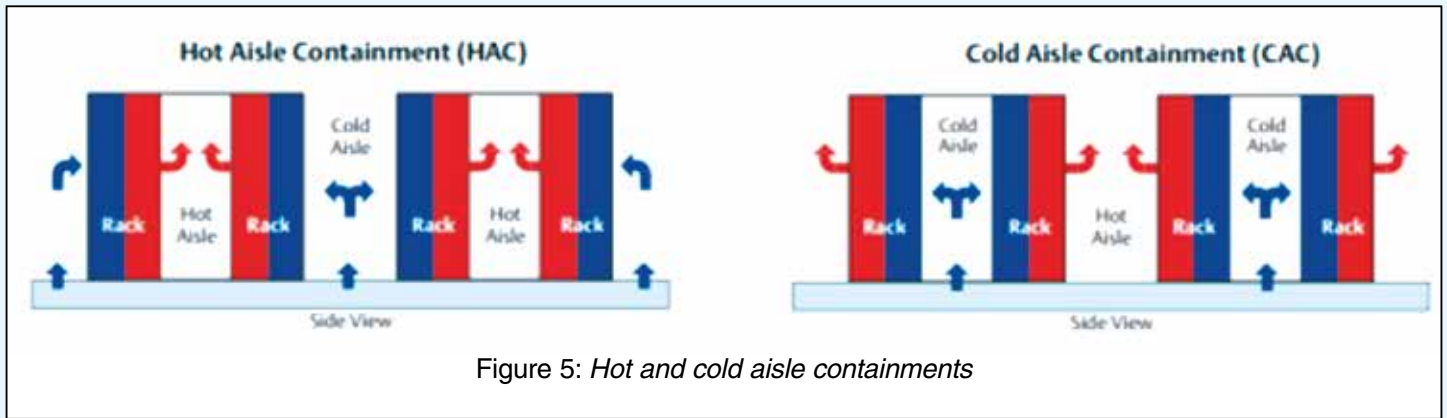 Hot Aisle Containment (HAC)
Cold
Aisle
Rack
Hot
Aisle
Rack
Rack
Hot
Aisle
Rack
Side View
Cold Aisle Containment (CAC)
Cold
Aisle
Cold
Aisle
Rack
Rack
Hot
Aisle
Rack
Rack
Side View
Figure 5: Hot and cold aisle containments